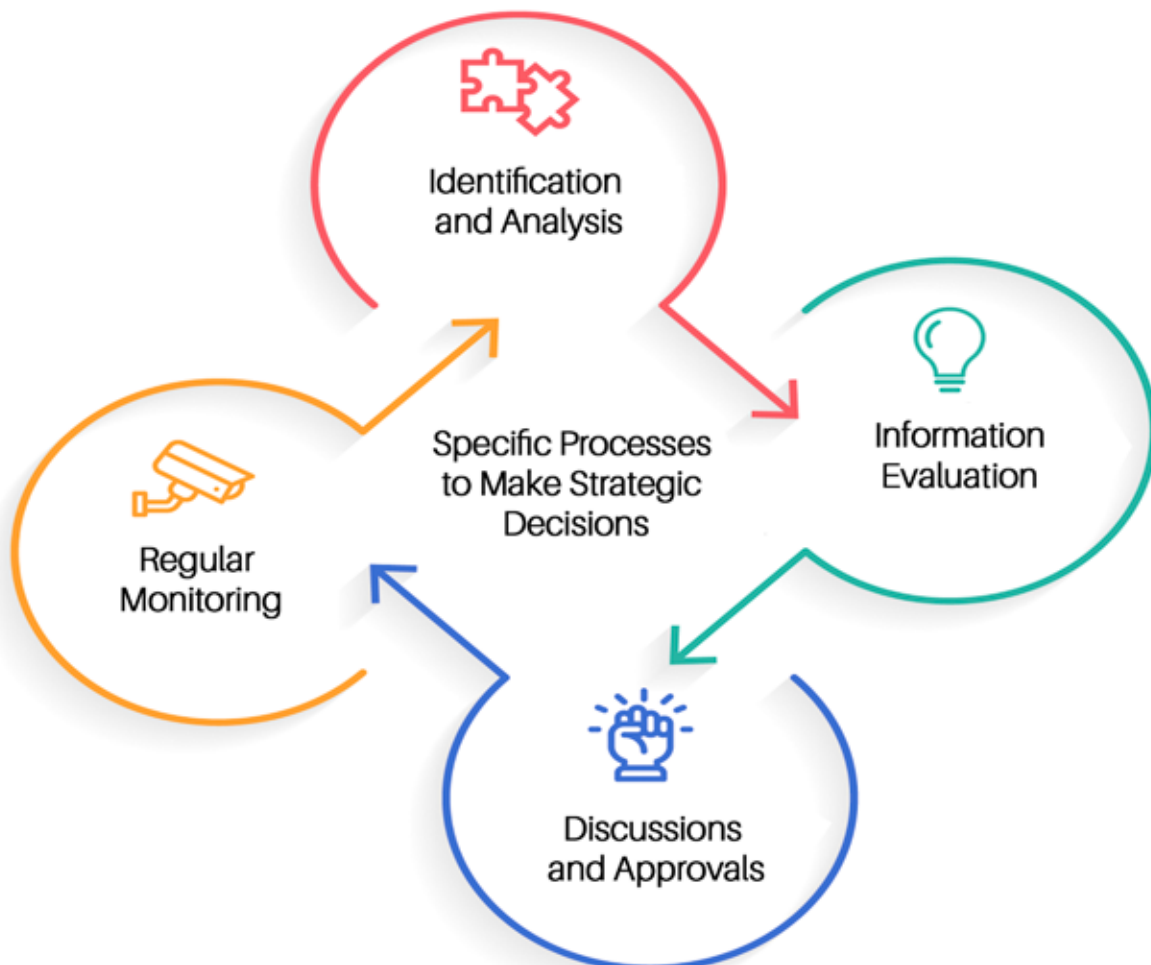 Identification
and Analysis
Information
Evaluation
Specific Processes
to Make Strategic
Decisions
Regular
Monitoring
Discussions
and Approvals